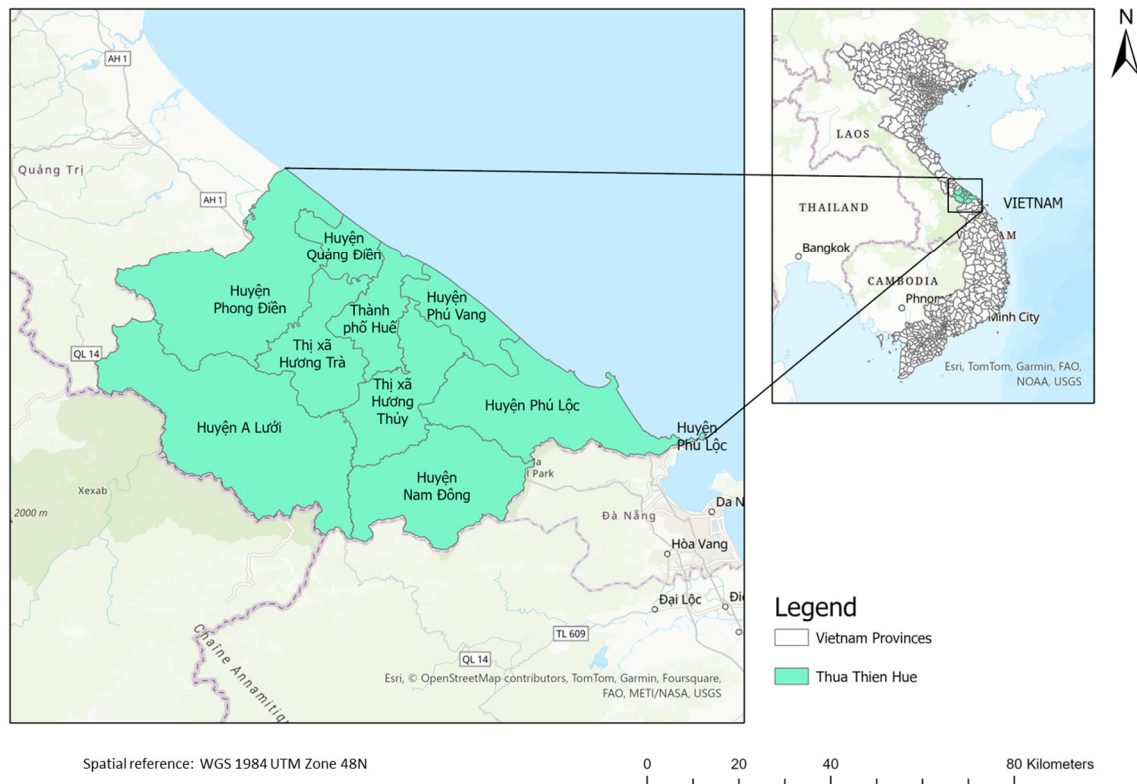 AH 1
Quảng Trị
AH 1
Huyện
Quảng Điền
Huyện
Phong Điền
Huyện
Phú Vang
Thành
phố Huế
Thị xã
Hương Trà
QL 14
Thị xã
Hương
Thủy
Huyện Phú Lộc
Huyện A Lưới
Huyện
Phú Lộc
Huyện
Nam Đông
Park
Xexab
2000 m
Đà Nẵng
Da N
Hòa Vang
Đại Lộc
Điệ
TL 609
QL 14
Chaîne Annamitiq
Esri, © OpenStreetMap contributors, TomTom, Garmin, Foursquare,
FAO, METI/NASA, USGS
N
LAOS
THAILAND
VIETNAM
Bangkok
CAMBODIA
Phnom
Minh City
Esri, TomTom, Garmin, FAO,
NOAA, USGS
Legend
Vietnam Provinces
Thua Thien Hue
Spatial reference: WGS 1984 UTM Zone 48N
0 20 40 80 Kilometers